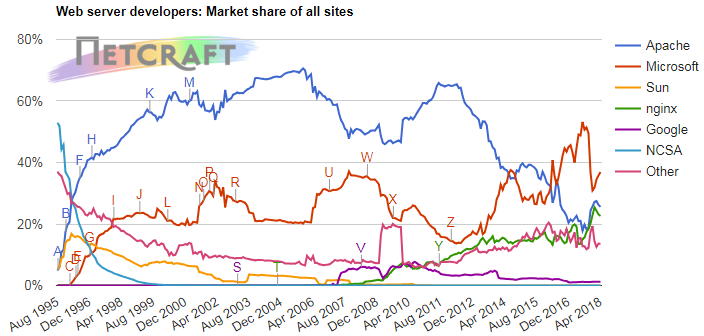 Web server developers: Market share of all sites
80%
NETCRAFT
60%
40%
20%
0%
A
B
C
D
E
F
G
H
I
J
K
L
M
N
O
P
Q
R
S
T
U
V
W
X
Y
Z
Aug 1995
Dec 1996
Apr 1998
Aug 1999
Dec 2000
Apr 2002
Aug 2003
Dec 2004
Apr 2006
Aug 2007
Dec 2008
Apr 2010
Aug 2011
Dec 2012
Apr 2014
Aug 2015
Dec 2016
Apr 2018
Apache
Microsoft
Sun
nginx
Google
NCSA
Other